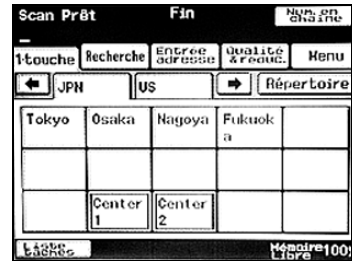 Scan Prêt Fin Num.en chaîne
1-touche Recherche Entrée adresse Qualité & réduc. Menu
JPN US Répertoire
Tokyo Osaka Nagoya Fukuok
a
Center Center
1 2
Liste tâches Mémoire Libre 100%